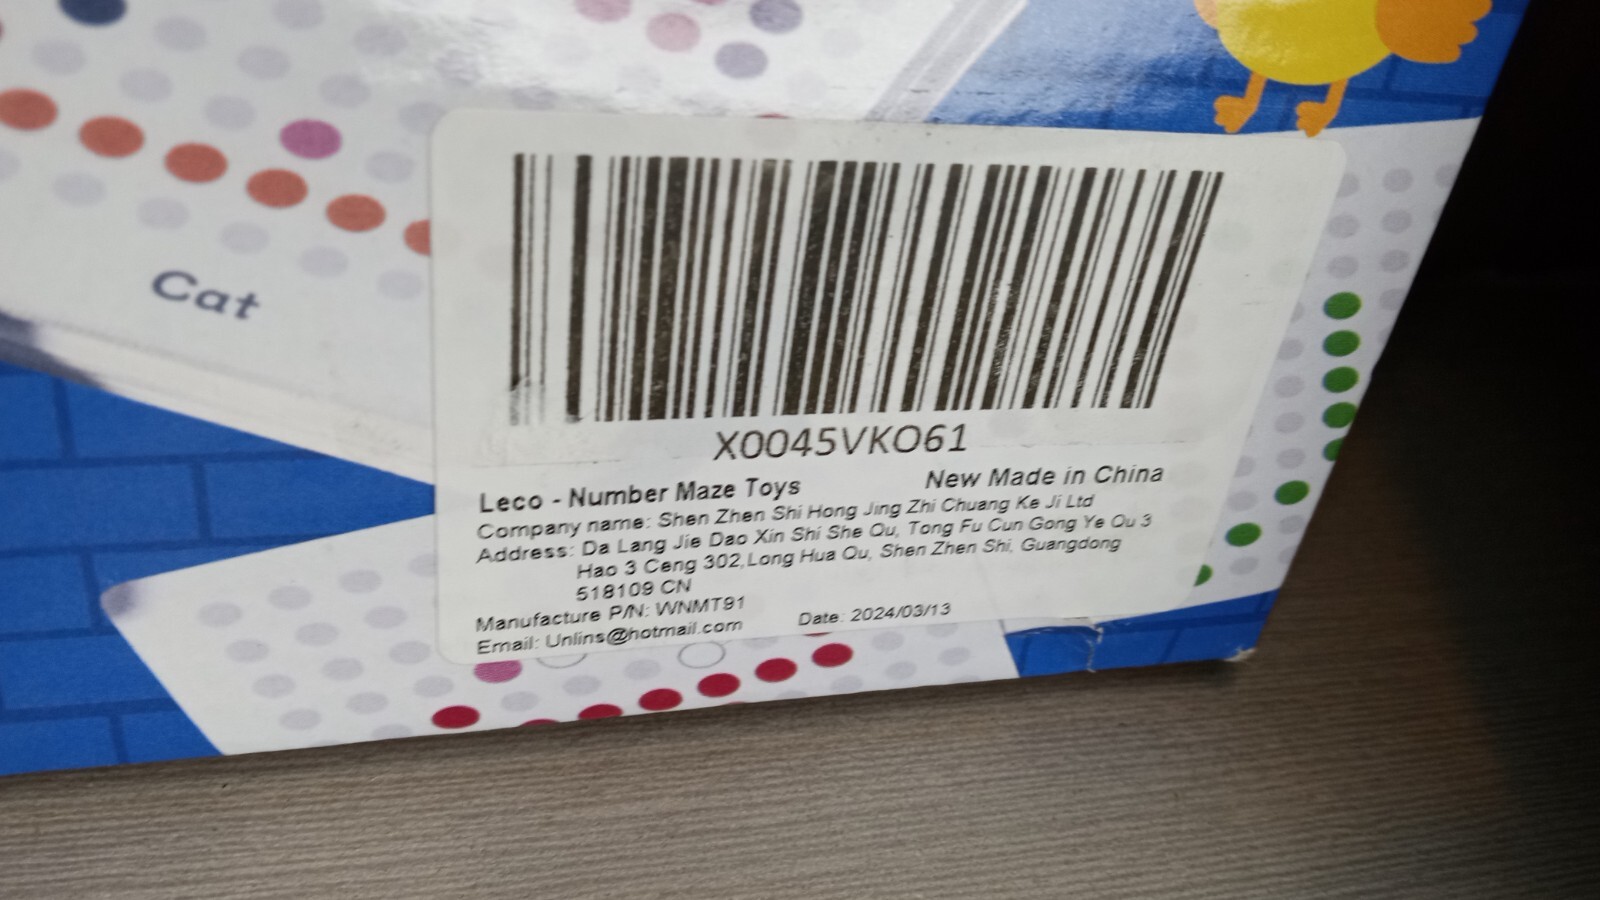 Cat
X0045VKO61
Leco - Number Maze Toys New Made in China
Company name: Shen Zhen Shi Hong Jing Zhi Chuang Ke Ji Ltd
Address: Da Lang Jie Dao Xin Shi She Qu, Tong Fu Cun Gong Ye Qu 3
Hao 3 Ceng 302,Long Hua Qu, Shen Zhen Shi, Guangdong
518109 CN
Manufacture P/N: WNMT91
Email: Unlins@hotmail.com Date: 2024/03/13